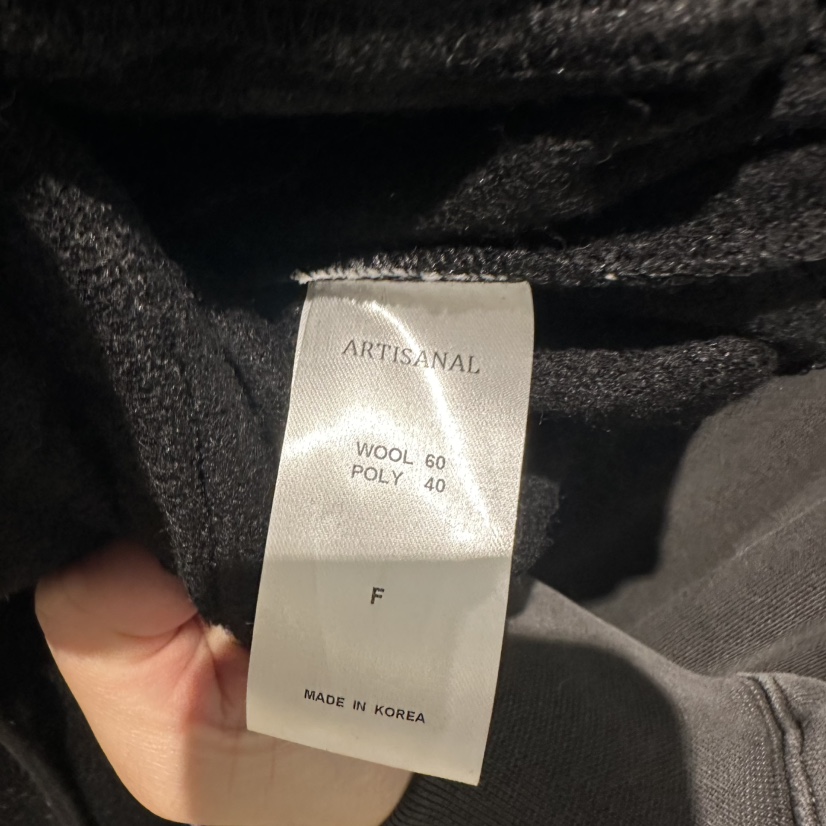 ARTISANAL
WOOL 60
POLY 40
F
MADE IN KOREA